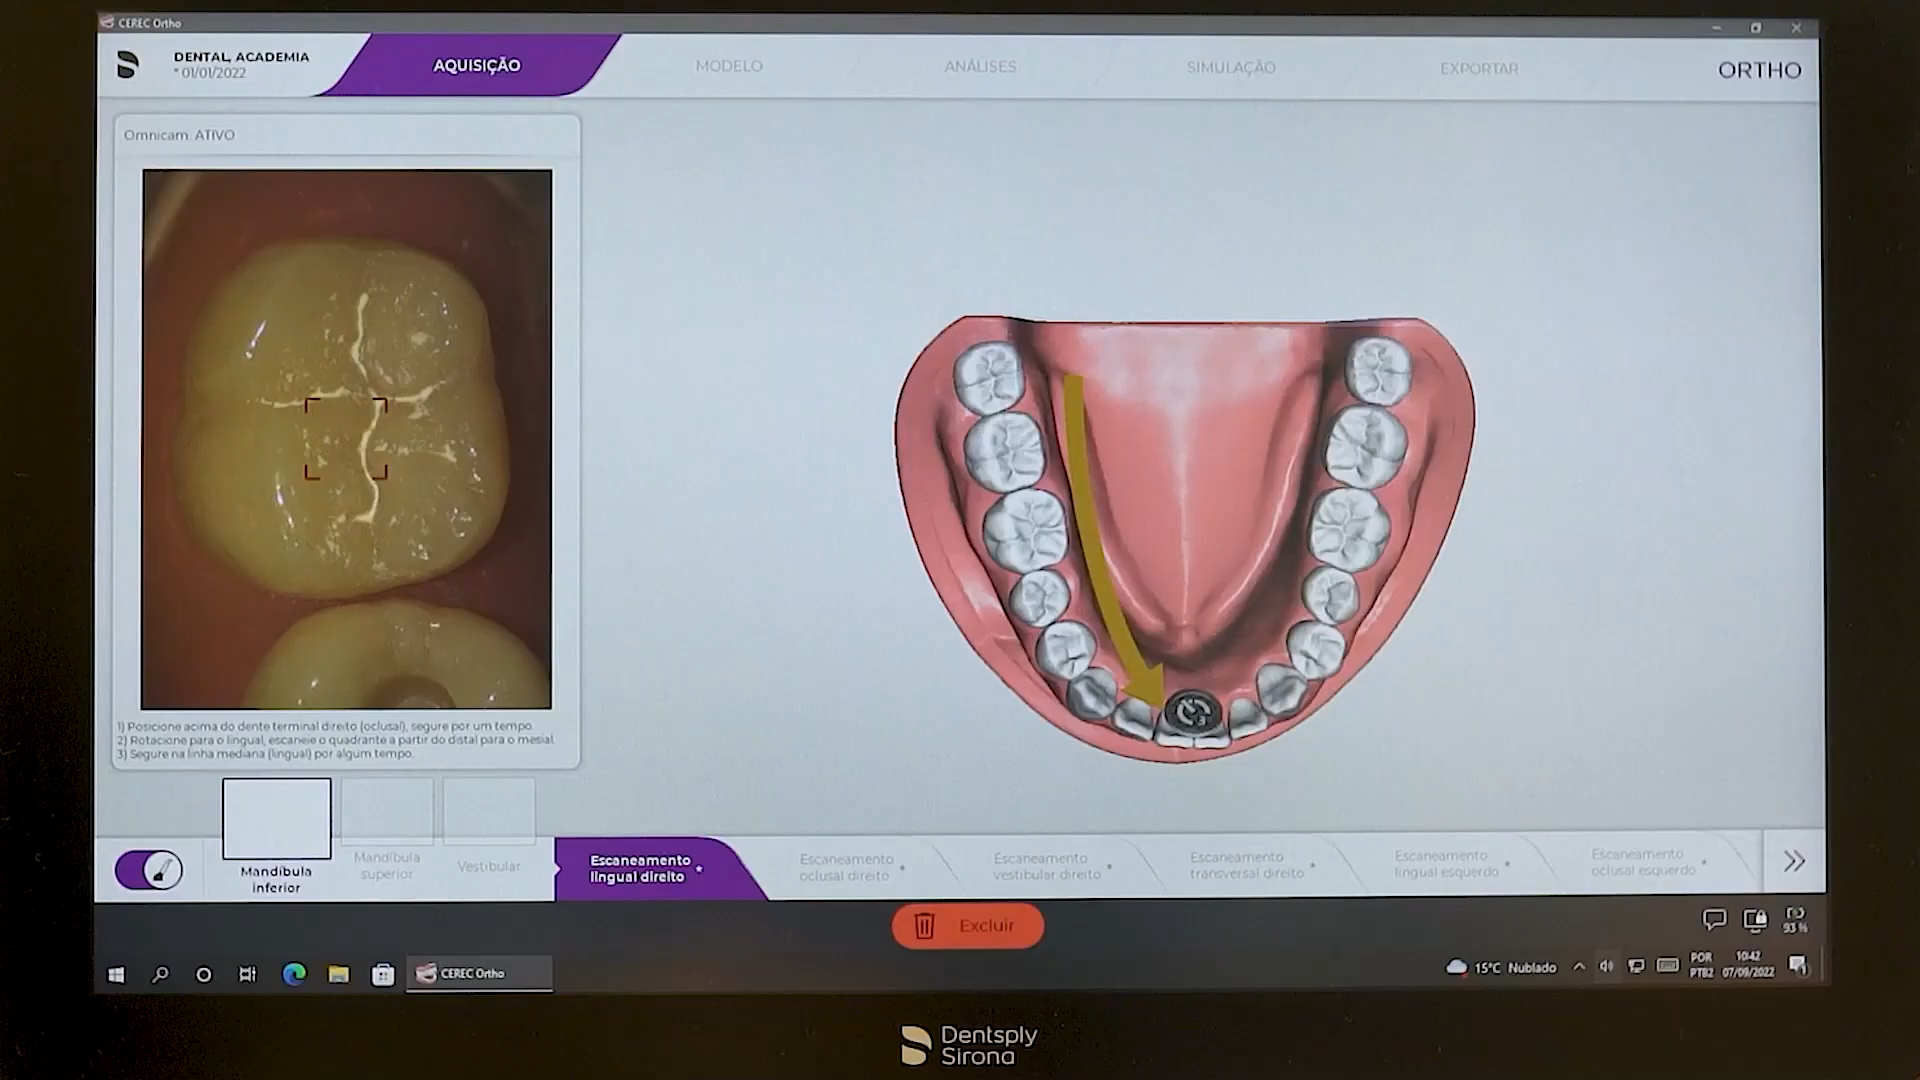 CEREC Ortho
DENTAL, ACADEMIA
* 01/01/2022
AQUISIÇÃO
MODELO
ANÁLISES
SIMULAÇÃO
EXPORTAR
ORTHO
Omnicam: ATIVO
1) Posicione acima do dente terminal direito (oclusal), segure por um tempo.
2) Rotacione para o lingual, escaneie o quadrante a partir do distal para o mesial.
3) Segure na linha mediana (lingual) por algum tempo.
3
Mandíbula
inferior
Mandíbula
superior
Vestibular
Escaneamento
lingual direito *
Escaneamento
oclusal direito *
Escaneamento
vestibular direito *
Escaneamento
transversal direito *
Escaneamento
lingual esquerdo *
Escaneamento
oclusal esquerdo *
Excluir
93 %
CEREC Ortho
15°C Nublado
POR
PTB2
10:42
07/09/2022
1
Dentsply
Sirona